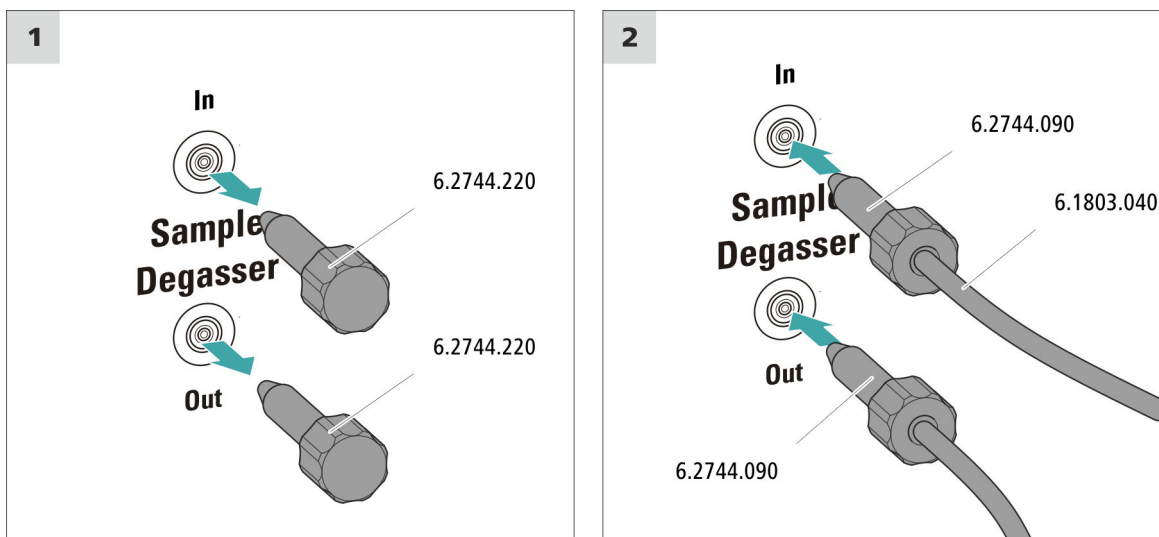 1
In
6.2744.220
Sample
Degasser
6.2744.220
Out
2
In
6.2744.090
6.1803.040
Sample
Degasser
Out
6.2744.090